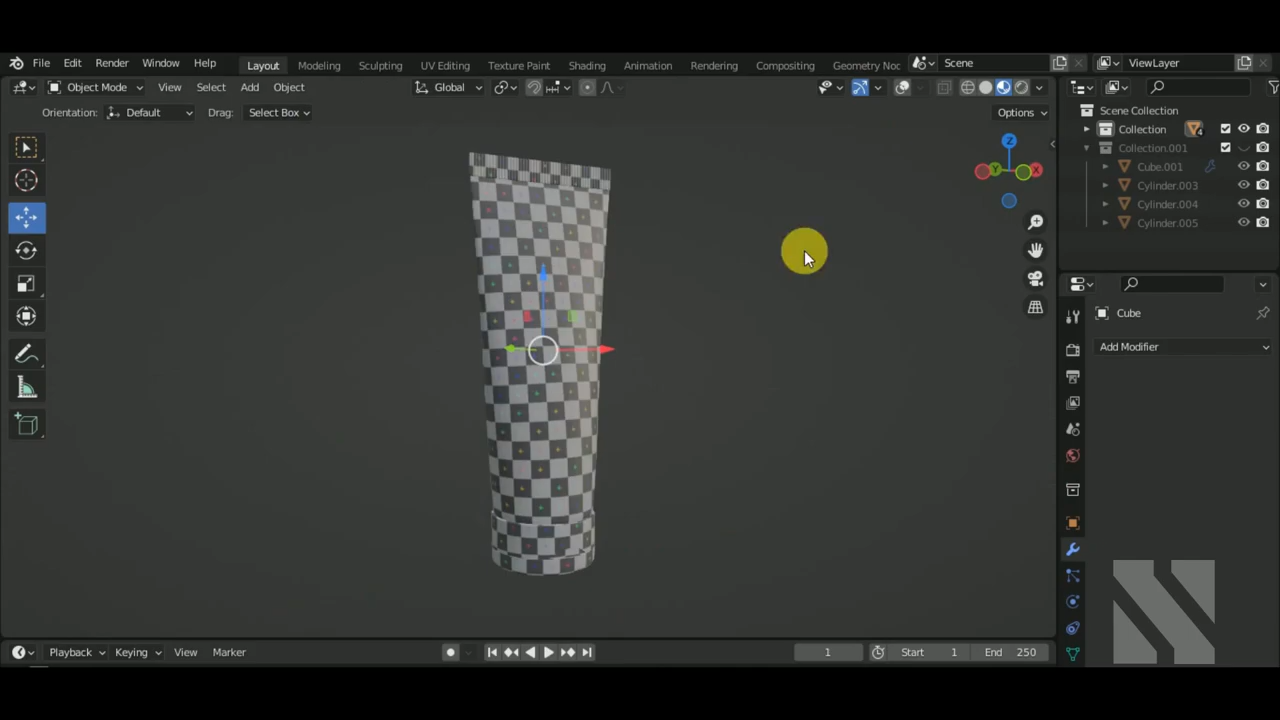 File Edit Render Window Help Layout Modeling Sculpting UV Editing Texture Paint Shading Animation Rendering Compositing Geometry Noc Scene ViewLayer
Object Mode View Select Add Object Global
Orientation: Default Drag: Select Box Options
Scene Collection
Collection 4
Collection.001
Cube.001
Cylinder.003
Cylinder.004
Cylinder.005
Z
Y X
Cube
Add Modifier
Playback Keying View Marker 1 Start 1 End 250